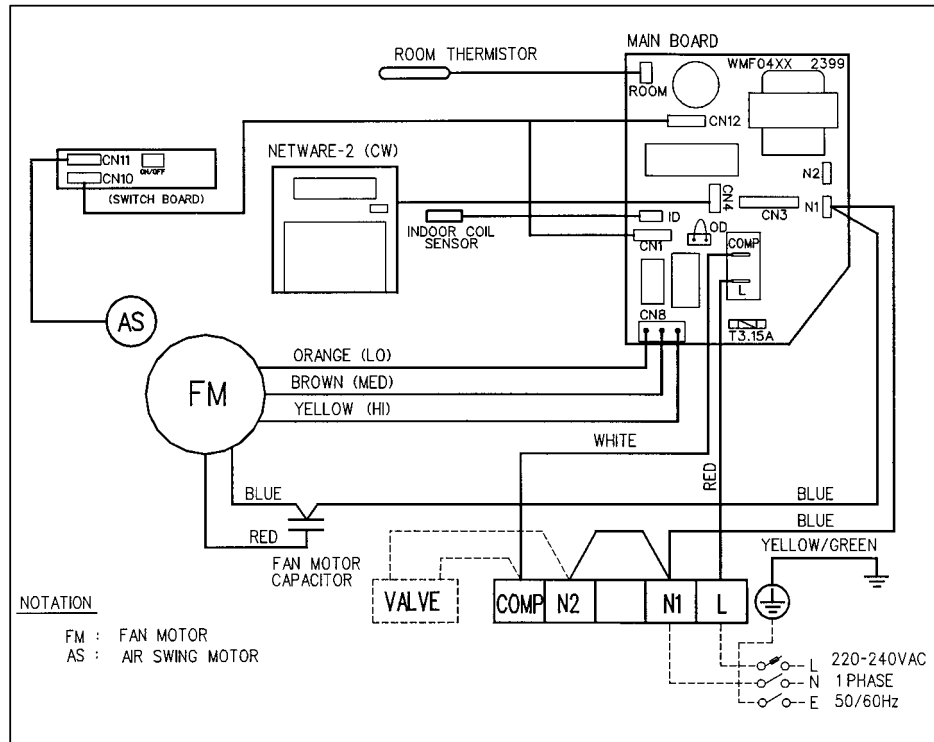 ROOM THERMISTOR
MAIN BOARD
WMF04XX 2399
ROOM
CN12
CN11
ON/OFF
CN10
(SWITCH BOARD)
NETWARE-2 (CW)
N2
CN4
CN3
N1
INDOOR COIL
SENSOR
ID
OD
CN1
COMP
L
CN8
T3.15A
AS
FM
ORANGE (LO)
BROWN (MED)
YELLOW (HI)
WHITE
RED
BLUE
BLUE
RED
BLUE
FAN MOTOR
CAPACITOR
YELLOW/GREEN
VALVE
COMP N2 N1 L
NOTATION
FM : FAN MOTOR
AS : AIR SWING MOTOR
L 220-240VAC
N 1 PHASE
E 50/60Hz